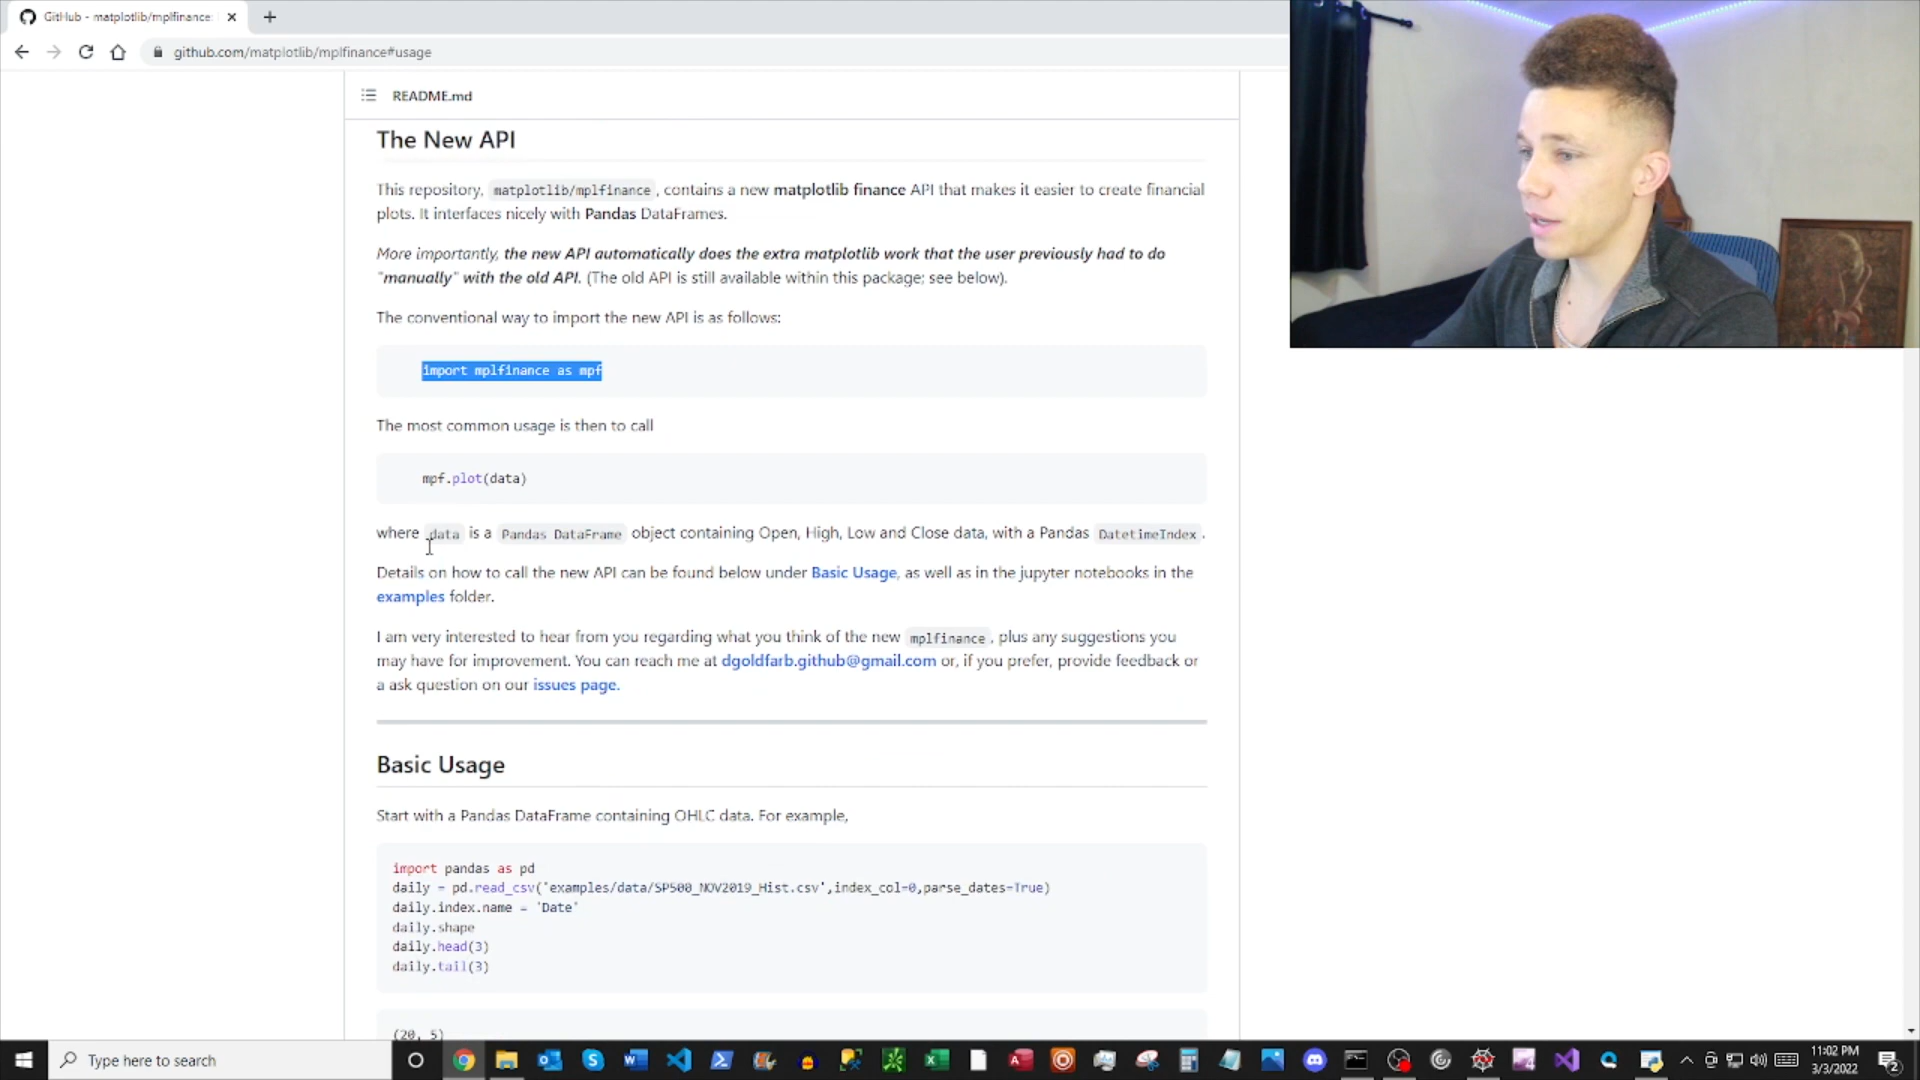 GitHub - matplotlib/mplfinance:
github.com/matplotlib/mplfinance#usage
README.md
The New API
This repository, matplotlib/mplfinance, contains a new matplotlib finance API that makes it easier to create financial
plots. It interfaces nicely with Pandas DataFrames.
More importantly, the new API automatically does the extra matplotlib work that the user previously had to do
"manually" with the old API. (The old API is still available within this package; see below).
The conventional way to import the new API is as follows:
import mplfinance as mpf
The most common usage is then to call
mpf.plot(data)
where data is a Pandas DataFrame object containing Open, High, Low and Close data, with a Pandas DatetimeIndex.
Details on how to call the new API can be found below under Basic Usage, as well as in the jupyter notebooks in the
examples folder.
I am very interested to hear from you regarding what you think of the new mplfinance, plus any suggestions you
may have for improvement. You can reach me at dgoldfarb.github@gmail.com or, if you prefer, provide feedback or
a ask question on our issues page.
Basic Usage
Start with a Pandas DataFrame containing OHLC data. For example,
import pandas as pd
daily = pd.read_csv('examples/data/SP500_NOV2019_Hist.csv',index_col=0,parse_dates=True)
daily.index.name = 'Date'
daily.shape
daily.head(3)
daily.tail(3)
(20, 5)
Type here to search
11:02 PM
3/3/2022
2